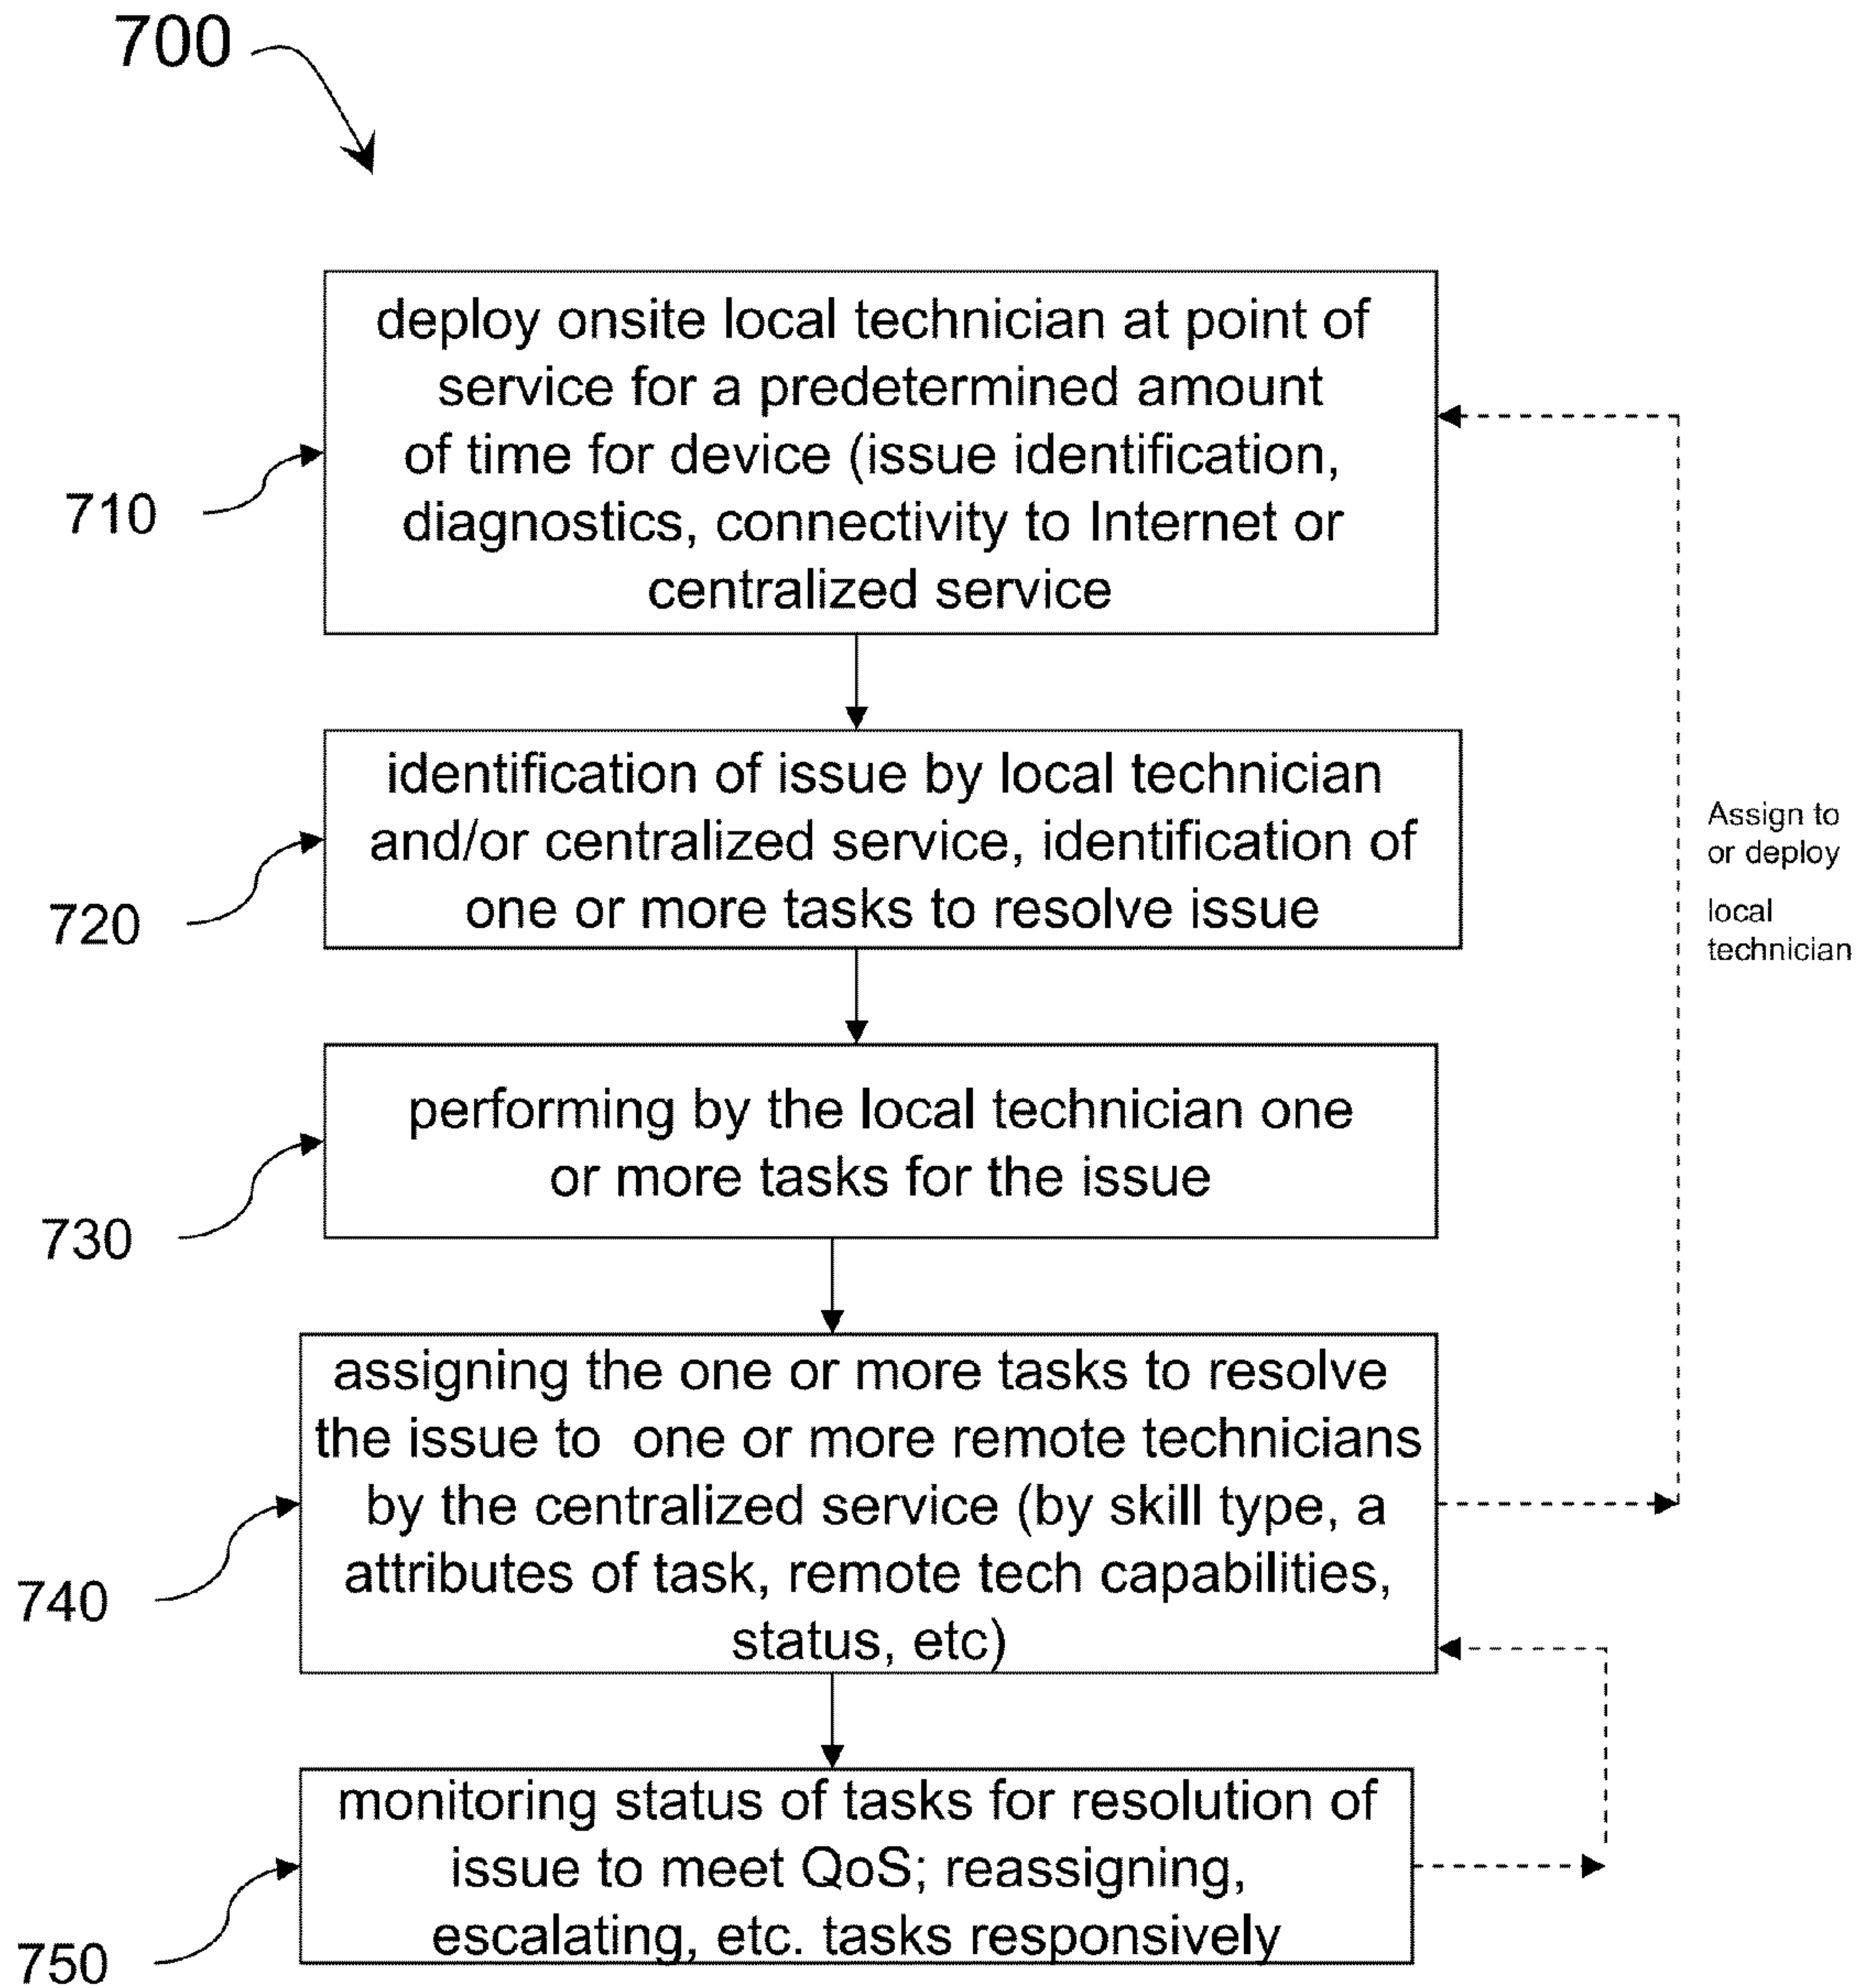 700
deploy onsite local technician at point of
service for a predetermined amount
of time for device (issue identification,
diagnostics, connectivity to Internet or
centralized service
710
identification of issue by local technician
and/or centralized service, identification of
one or more tasks to resolve issue
720
Assign to
or deploy
local
technician
performing by the local technician one
or more tasks for the issue
730
assigning the one or more tasks to resolve
the issue to one or more remote technicians
by the centralized service (by skill type, a
attributes of task, remote tech capabilities,
status, etc)
740
monitoring status of tasks for resolution of
issue to meet QoS; reassigning,
escalating, etc. tasks responsively
750